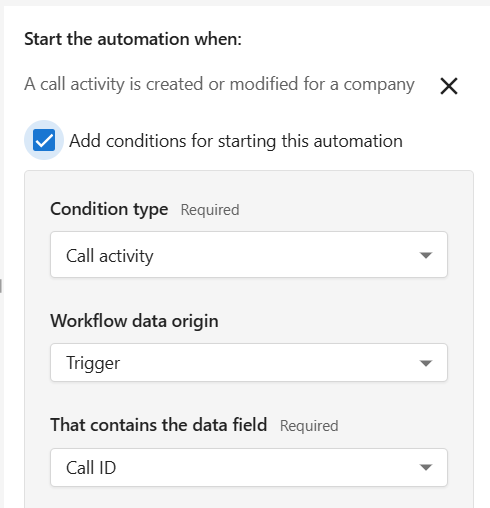 Start the automation when:
A call activity is created or modified for a company
Add conditions for starting this automation
Condition type Required
Call activity
Workflow data origin
Trigger
That contains the data field Required
Call ID